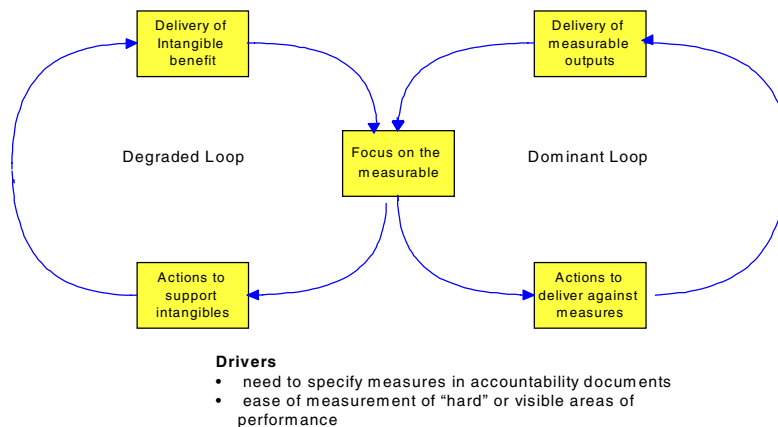 Delivery of
Intangible
benefit
Delivery of
measurable
outputs
Degraded Loop
Focus on the
measurable
Dominant Loop
Actions to
support
intangibles
Actions to
deliver against
measures
Drivers
• need to specify measures in accountability documents
• ease of measurement of “hard” or visible areas of
performance